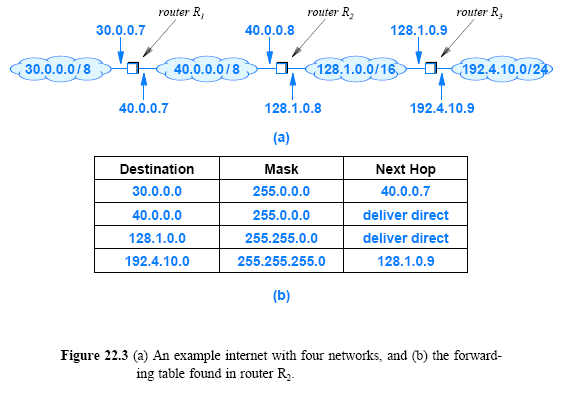 router R1 router R2 router R3
30.0.0.7 40.0.0.8 128.1.0.9
30.0.0.0/8 40.0.0.0/8 128.1.0.0/16 192.4.10.0/24
40.0.0.7 128.1.0.8 192.4.10.9
(a)
Destination Mask Next Hop
30.0.0.0 255.0.0.0 40.0.0.7
40.0.0.0 255.0.0.0 deliver direct
128.1.0.0 255.255.0.0 deliver direct
192.4.10.0 255.255.255.0 128.1.0.9
(b)
Figure 22.3 (a) An example internet with four networks, and (b) the forward-
ing table found in router R2.